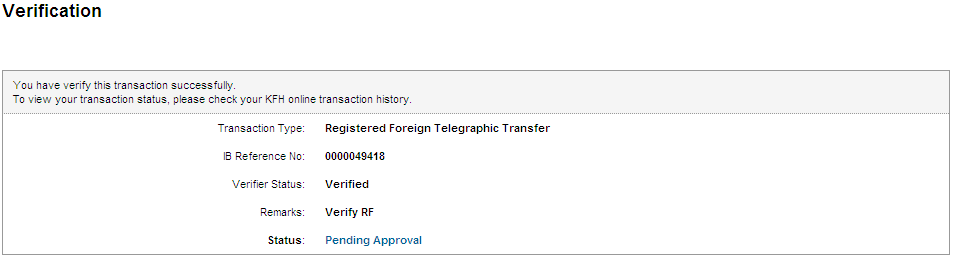 Verification
You have verify this transaction successfully.
To view your transaction status, please check your KFH online transaction history.
Transaction Type: Registered Foreign Telegraphic Transfer
IB Reference No: 0000049418
Verifier Status: Verified
Remarks: Verify RF
Status: Pending Approval